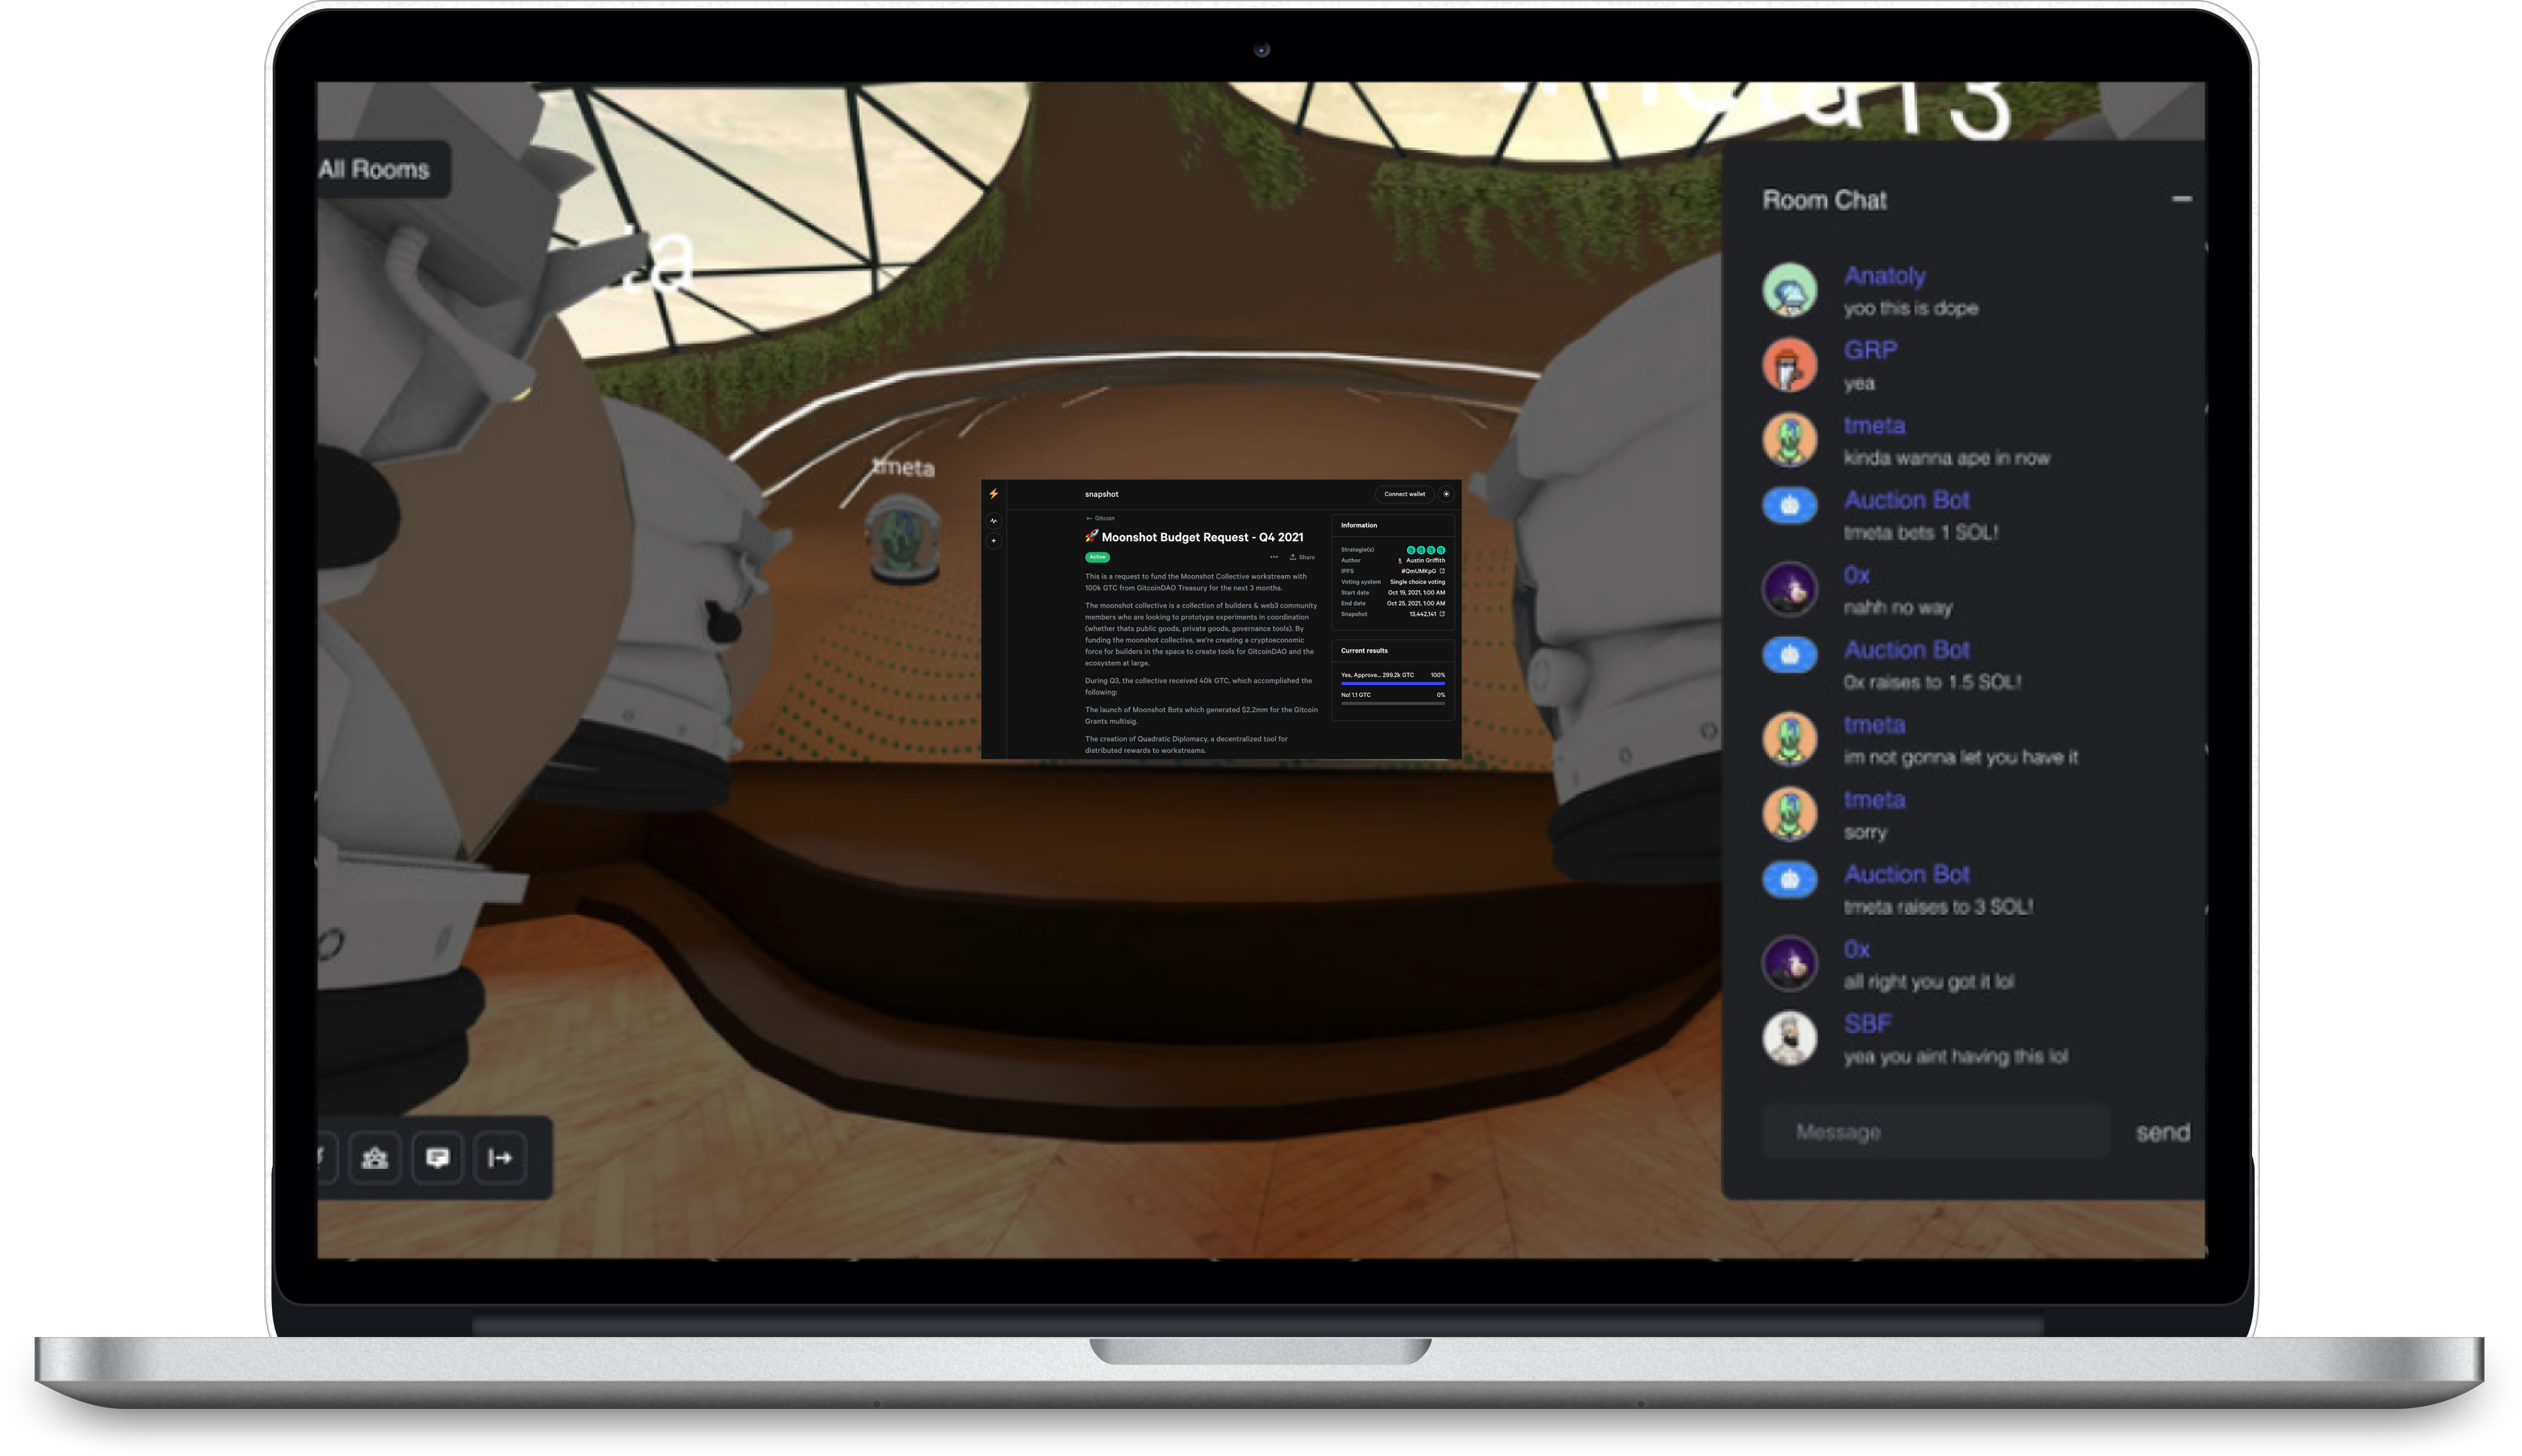 All Rooms
ta
a13
tmeta
snapshot
Connect wallet
← Gitcoin
🚀 Moonshot Budget Request - Q4 2021
Active
... Share
This is a request to fund the Moonshot Collective workstream with
100k GTC from GitcoinDAO Treasury for the next 3 months.
The moonshot collective is a collection of builders & web3 community
members who are looking to prototype experiments in coordination
(whether thats public goods, private goods, governance tools). By
funding the moonshot collective, we're creating a cryptoeconomic
force for builders in the space to create tools for GitcoinDAO and the
ecosystem at large.
During Q3, the collective received 40k GTC, which accomplished the
following:
The launch of Moonshot Bots which generated $2.2mm for the Gitcoin
Grants multisig.
The creation of Quadratic Diplomacy, a decentralized tool for
distributed rewards to workstreams.
Information
Strategie(s)
Author Austin Griffith
IPFS #QmUMKpG
Voting system Single choice voting
Start date Oct 19, 2021, 1:00 AM
End date Oct 25, 2021, 1:00 AM
Snapshot 13,442,141
Current results
Yes, Approve... 299.2k GTC 100%
No! 1.1 GTC 0%
Room Chat
Anatoly
yoo this is dope
GRP
yea
tmeta
kinda wanna ape in now
Auction Bot
tmeta bets 1 SOL!
0x
nahh no way
Auction Bot
0x raises to 1.5 SOL!
tmeta
im not gonna let you have it
tmeta
sorry
Auction Bot
tmeta raises to 3 SOL!
0x
all right you got it lol
SBF
yea you aint having this lol
Message
send